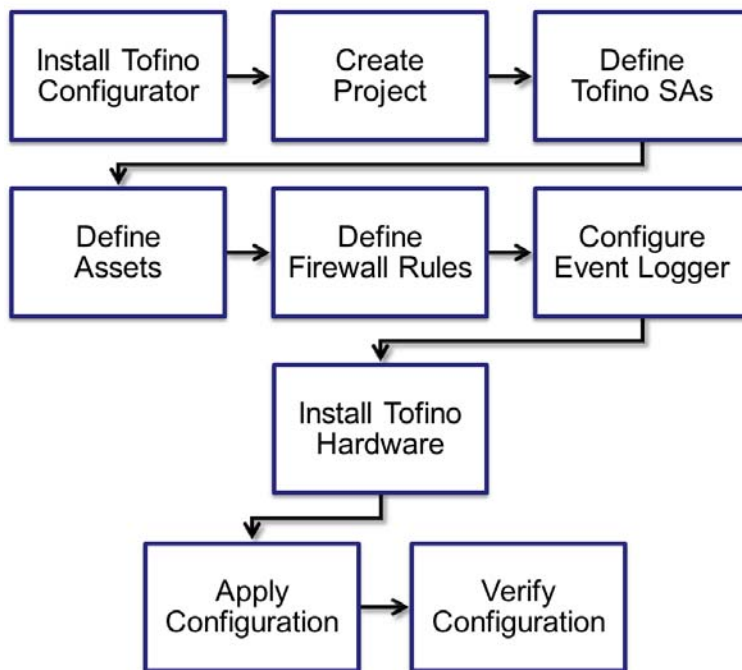 Install Tofino
Configurator
Create
Project
Define
Tofino SAs
Define
Assets
Define
Firewall Rules
Configure
Event Logger
Install Tofino
Hardware
Apply
Configuration
Verify
Configuration